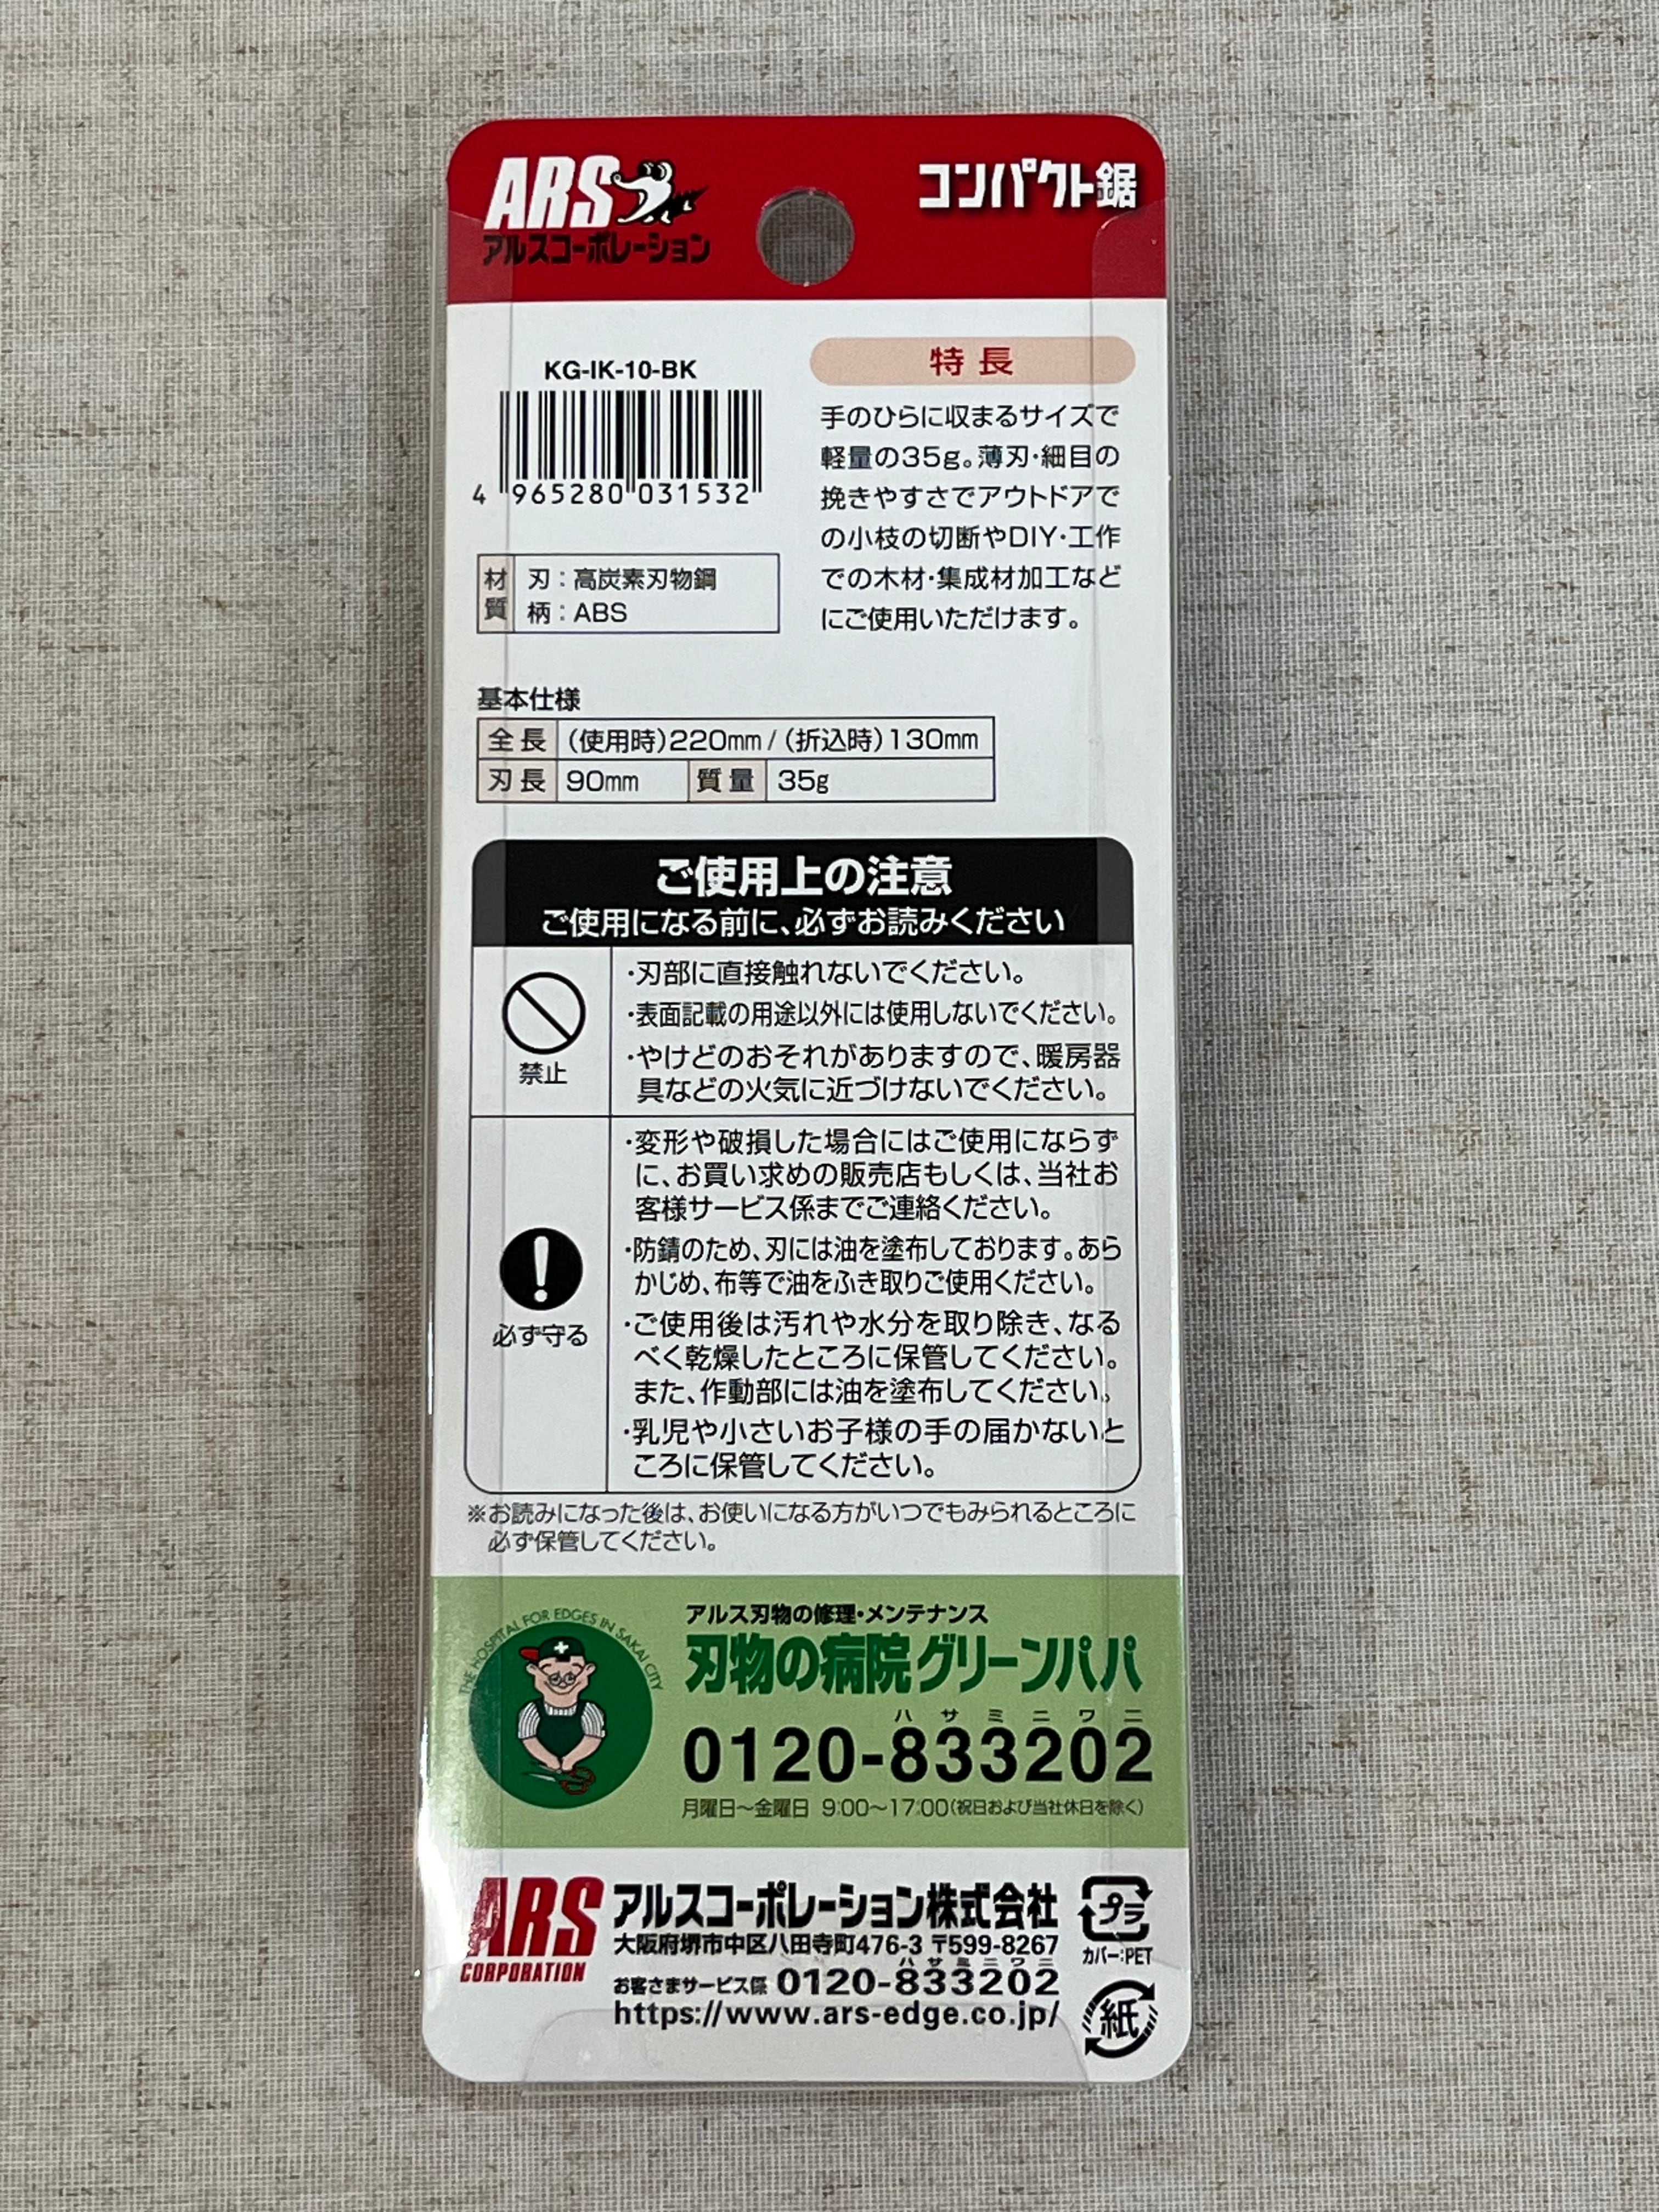 ARS
アルスコーポレーション
コンパクト鋸
KG-IK-10-BK
4 965280 031532
材質
刃：高炭素刃物鋼
柄：ABS
特長
手のひらに収まるサイズで
軽量の35g。薄刃・細目の
挽きやすさでアウトドアで
の小枝の切断やDIY・工作
での木材・集成材加工など
にご使用いただけます。
基本仕様
全長 (使用時)220mm / (折込時)130mm
刃長 90mm 質量 35g
ご使用上の注意
ご使用になる前に、必ずお読みください
禁止
・刃部に直接触れないでください。
・表面記載の用途以外には使用しないでください。
・やけどのおそれがありますので、暖房器
具などの火気に近づけないでください。
必ず守る
・変形や破損した場合にはご使用にならず
に、お買い求めの販売店もしくは、当社お
客様サービス係までご連絡ください。
・防錆のため、刃には油を塗布しております。あら
かじめ、布等で油をふき取りご使用ください。
・ご使用後は汚れや水分を取り除き、なる
べく乾燥したところに保管してください。
また、作動部には油を塗布してください。
・乳児や小さいお子様の手の届かないと
ころに保管してください。
※お読みになった後は、お使いになる方がいつでもみられるところに
必ず保管してください。
THE HOSPITAL FOR EDGES IN SAKAI CITY
アルス刃物の修理・メンテナンス
刃物の病院グリーンパパ
ハサミニワニ
0120-833202
月曜日〜金曜日 9:00〜17:00(祝日および当社休日を除く)
ARS
CORPORATION
アルスコーポレーション株式会社
大阪府堺市中区八田寺町476-3 〒599-8267
ハサミニワニ
お客さまサービス係 0120-833202
https://www.ars-edge.co.jp/
プラ
カバー:PET
紙